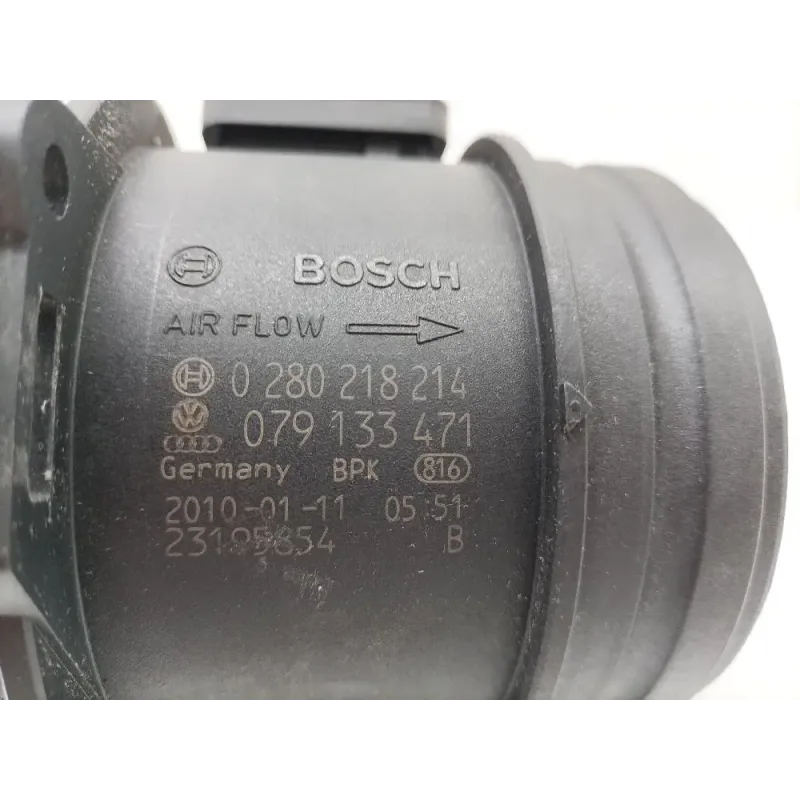 BOSCH
AIR FLOW
0 280 218 214
079 133 471
Germany BPK 816
2010-01-11 05:51
B